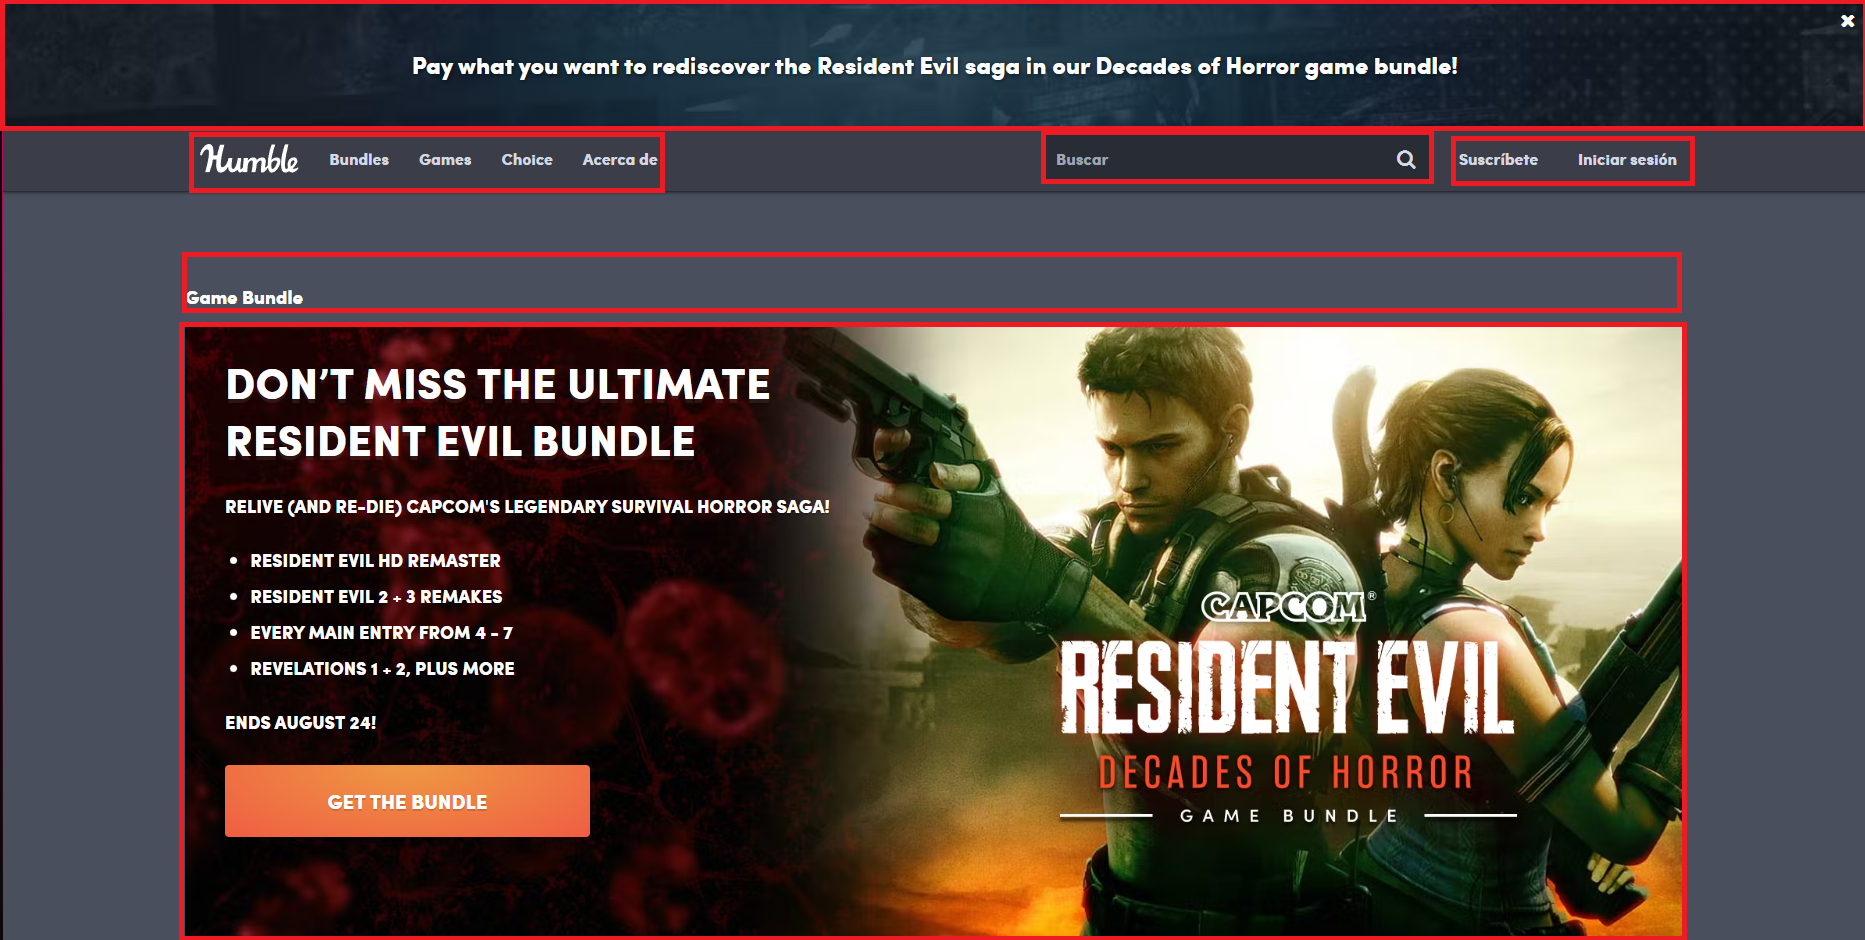 Pay what you want to rediscover the Resident Evil saga in our Decades of Horror game bundle!
Humble Bundles Games Choice Acerca de Buscar Suscríbete Iniciar sesión
Game Bundle
DON’T MISS THE ULTIMATE
RESIDENT EVIL BUNDLE
RELIVE (AND RE-DIE) CAPCOM'S LEGENDARY SURVIVAL HORROR SAGA!
• RESIDENT EVIL HD REMASTER
• RESIDENT EVIL 2 + 3 REMAKES
• EVERY MAIN ENTRY FROM 4 - 7
• REVELATIONS 1 + 2, PLUS MORE
ENDS AUGUST 24!
GET THE BUNDLE
CAPCOM®
RESIDENT EVIL
DECADES OF HORROR
GAME BUNDLE